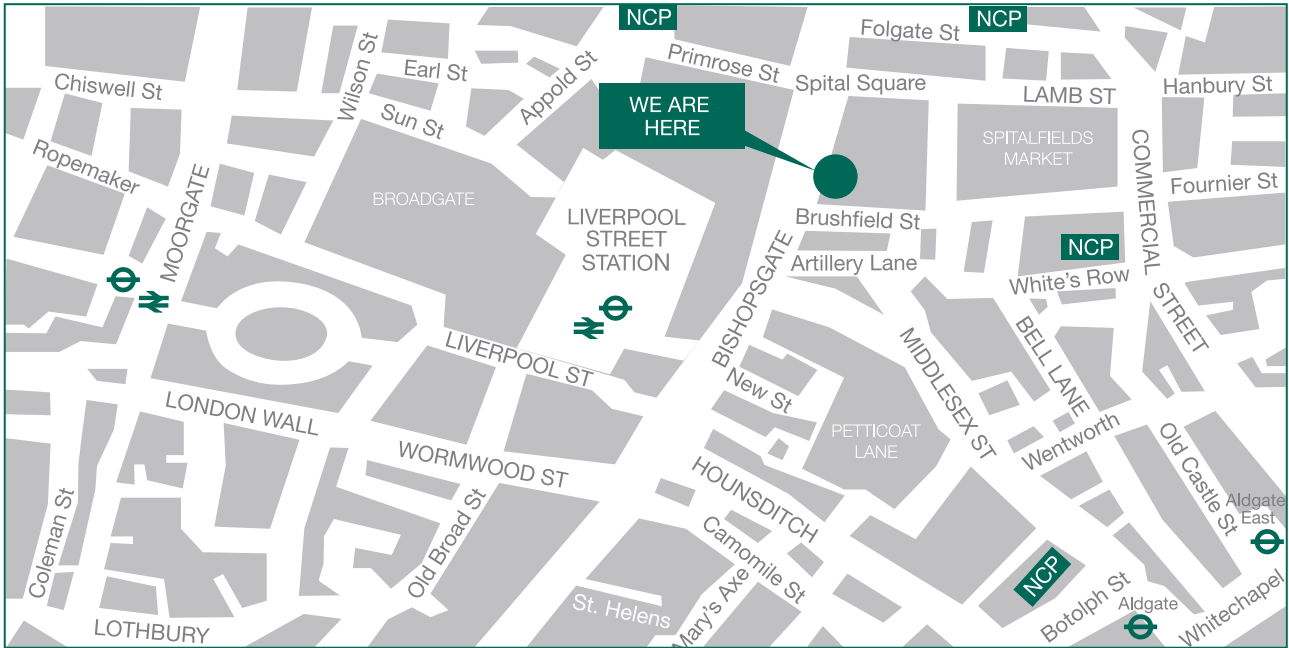 NCP
NCP
Folgate St
Wilson St
Earl St
Appold St
Primrose St
Spital Square
Hanbury St
Chiswell St
LAMB ST
WE ARE
HERE
Sun St
SPITALFIELDS
MARKET
COMMERCIAL STREET
Ropemaker
MOORGATE
BROADGATE
Fournier St
LIVERPOOL
STREET
STATION
Brushfield St
NCP
BISHOPSGATE
Artillery Lane
White's Row
LIVERPOOL ST
MIDDLESEX ST
BELL LANE
New St
LONDON WALL
PETTICOAT
LANE
WORMWOOD ST
Wentworth
Old Castle St
HOUNSDITCH
Aldgate
East
Coleman St
Old Broad St
Camomile St
NCP
St. Helens
Mary's Axe
Botolph St
Aldgate
Whitechapel
LOTHBURY